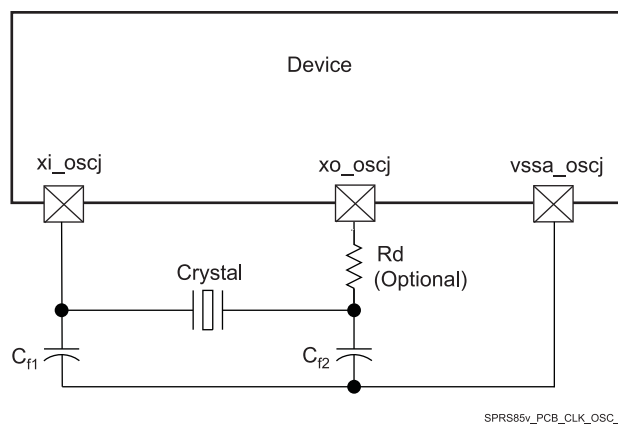 Device
xi_oscj
xo_oscj
vssa_oscj
Rd
(Optional)
Crystal
Cf1
Cf2
SPRS85v_PCB_CLK_OSC_